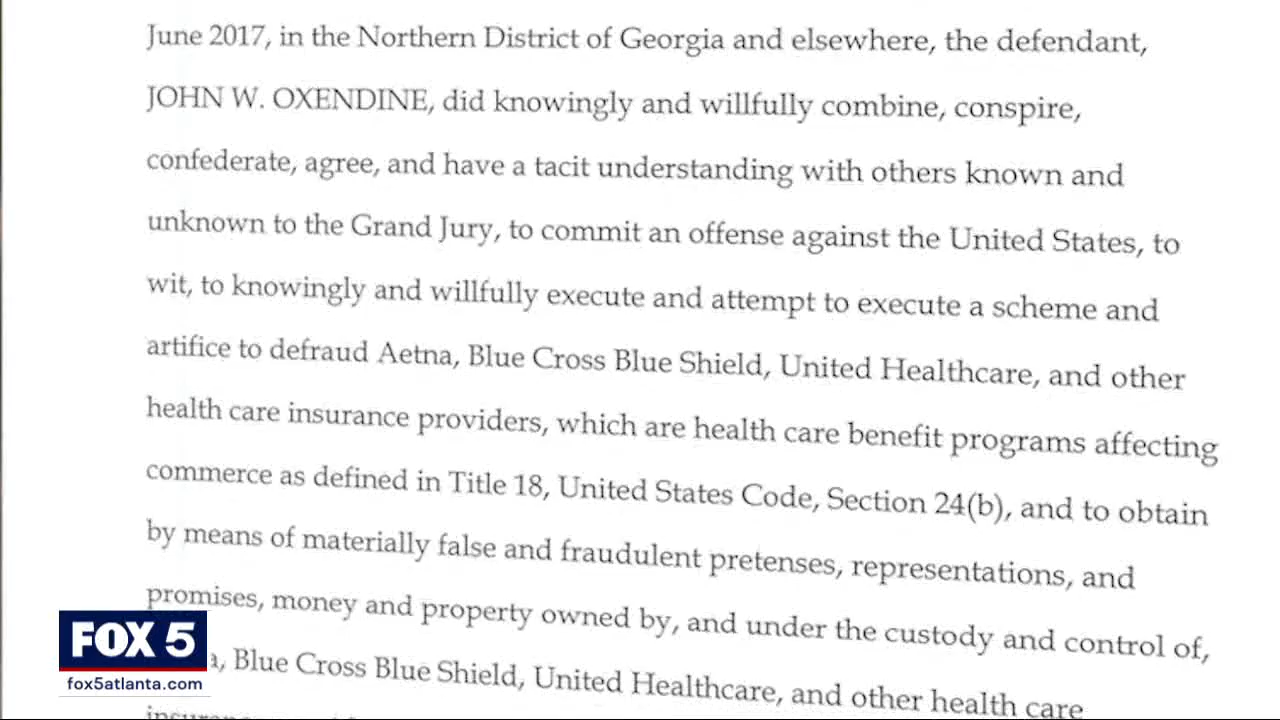 June 2017, in the Northern District of Georgia and elsewhere, the defendant,
JOHN W. OXENDINE, did knowingly and willfully combine, conspire,
confederate, agree, and have a tacit understanding with others known and
unknown to the Grand Jury, to commit an offense against the United States, to
wit, to knowingly and willfully execute and attempt to execute a scheme and
artifice to defraud Aetna, Blue Cross Blue Shield, United Healthcare, and other
health care insurance providers, which are health care benefit programs affecting
commerce as defined in Title 18, United States Code, Section 24(b), and to obtain
by means of materially false and fraudulent pretenses, representations, and
promises, money and property owned by, and under the custody and control of,
a, Blue Cross Blue Shield, United Healthcare, and other health care
FOX 5
fox5atlanta.com